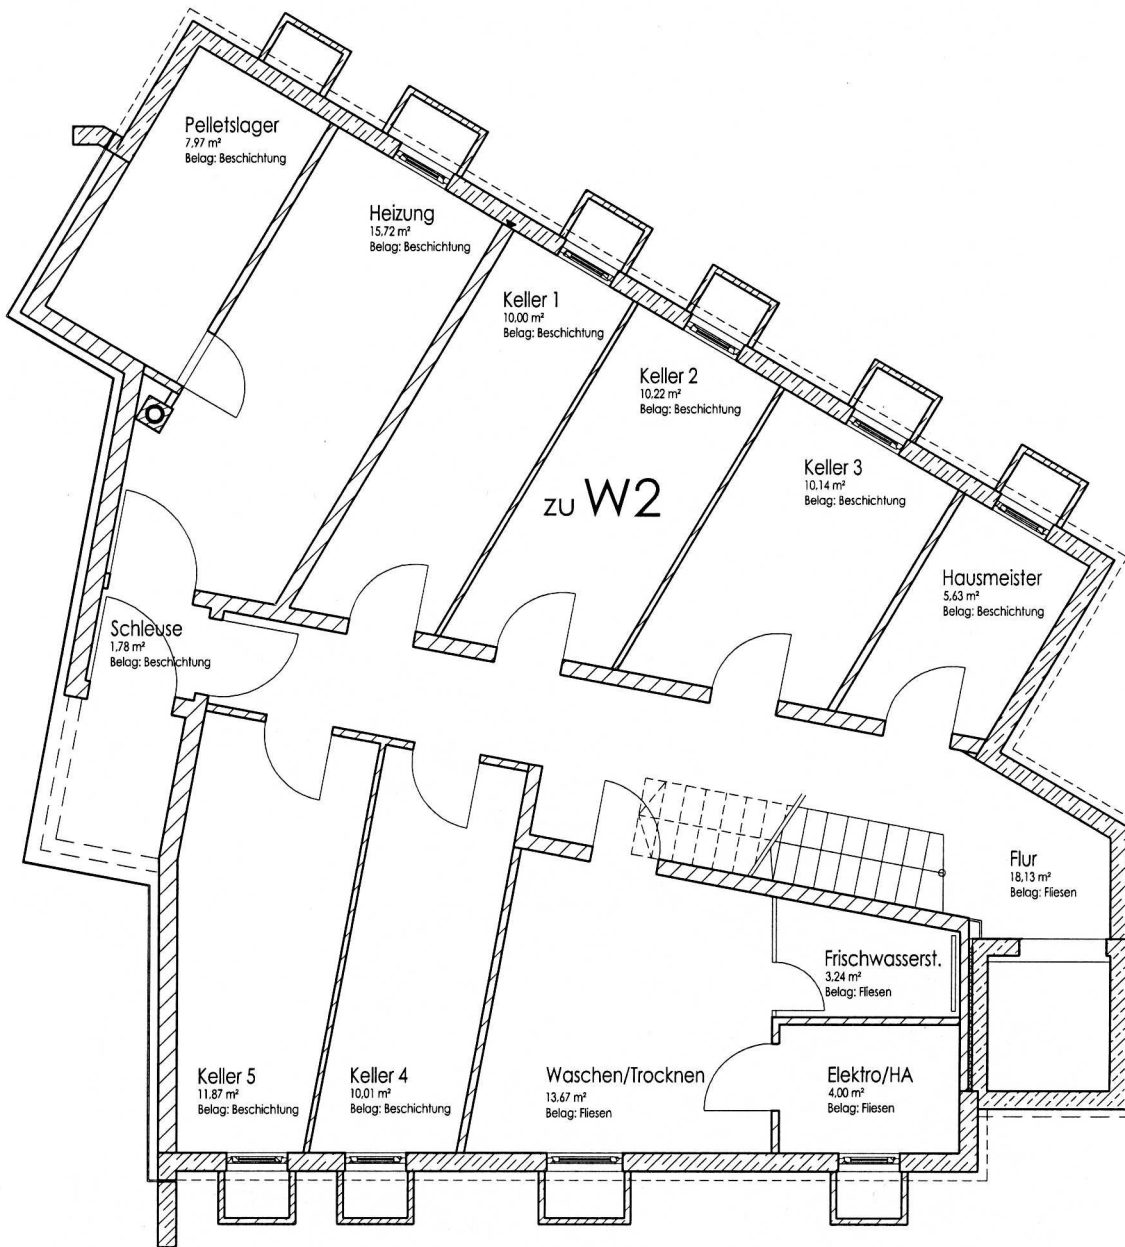 Pelletslager
7,97 m²
Belag: Beschichtung
Heizung
15,72 m²
Belag: Beschichtung
Keller 1
10,00 m²
Belag: Beschichtung
Keller 2
10,22 m²
Belag: Beschichtung
zu W2
Keller 3
10,14 m²
Belag: Beschichtung
Hausmeister
5,63 m²
Belag: Beschichtung
Schleuse
1,78 m²
Belag: Beschichtung
Flur
18,13 m²
Belag: Fliesen
Frischwasserst.
3,24 m²
Belag: Fliesen
Keller 5
11,87 m²
Belag: Beschichtung
Keller 4
10,01 m²
Belag: Beschichtung
Waschen/Trocknen
13,67 m²
Belag: Fliesen
Elektro/HA
4,00 m²
Belag: Fliesen